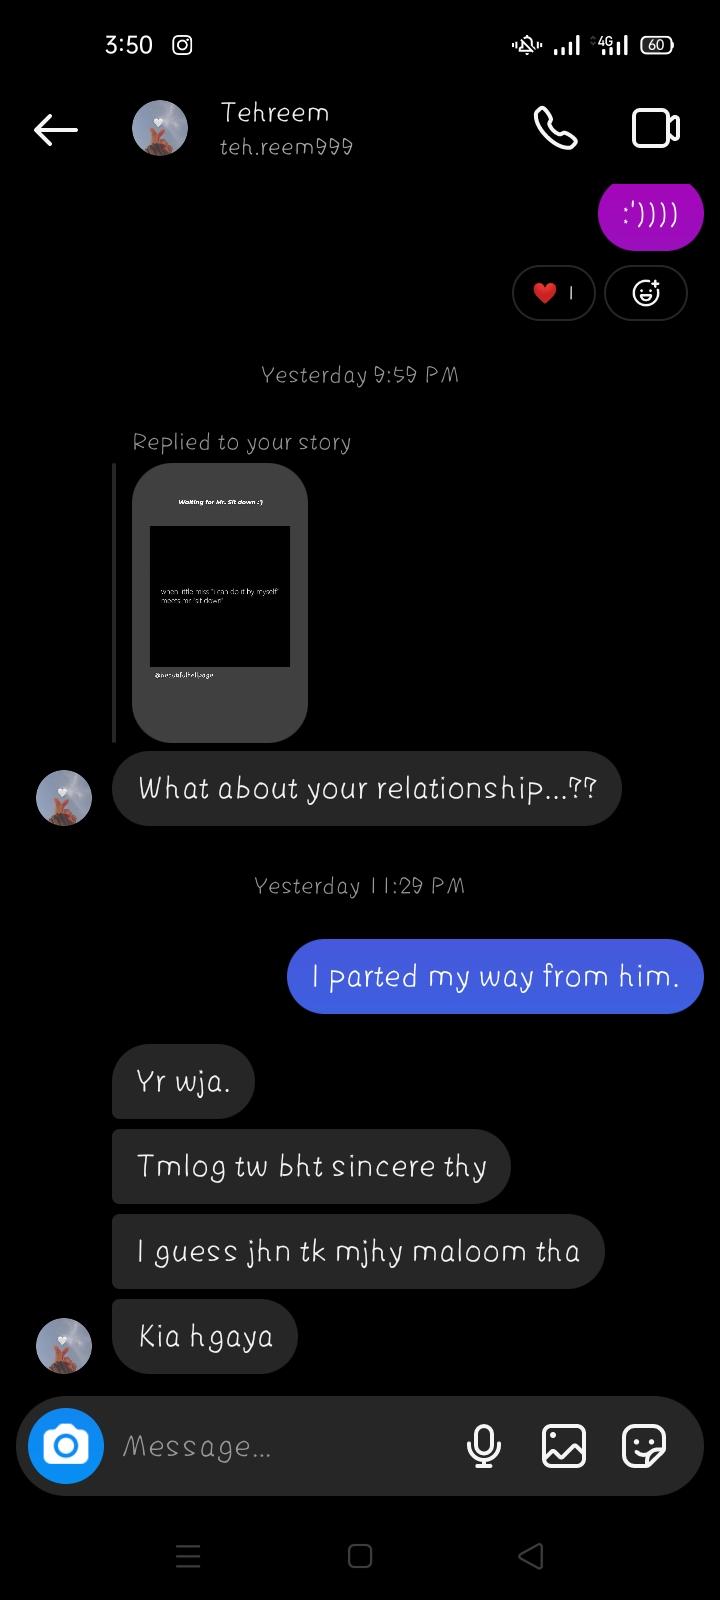 3:50
4G
60
Tehreem
teh.reem999
:'))))
❤️ 1
Yesterday 9:59 PM
Replied to your story
Waiting for Mr. Sit down :')
when little miss "i can do it by myself"
meets mr "sit down"
What about your relationship...??
Yesterday 11:29 PM
I parted my way from him.
Yr wja.
Tmlog tw bht sincere thy
I guess jhn tk mjhy maloom tha
Kia hgaya
Message...